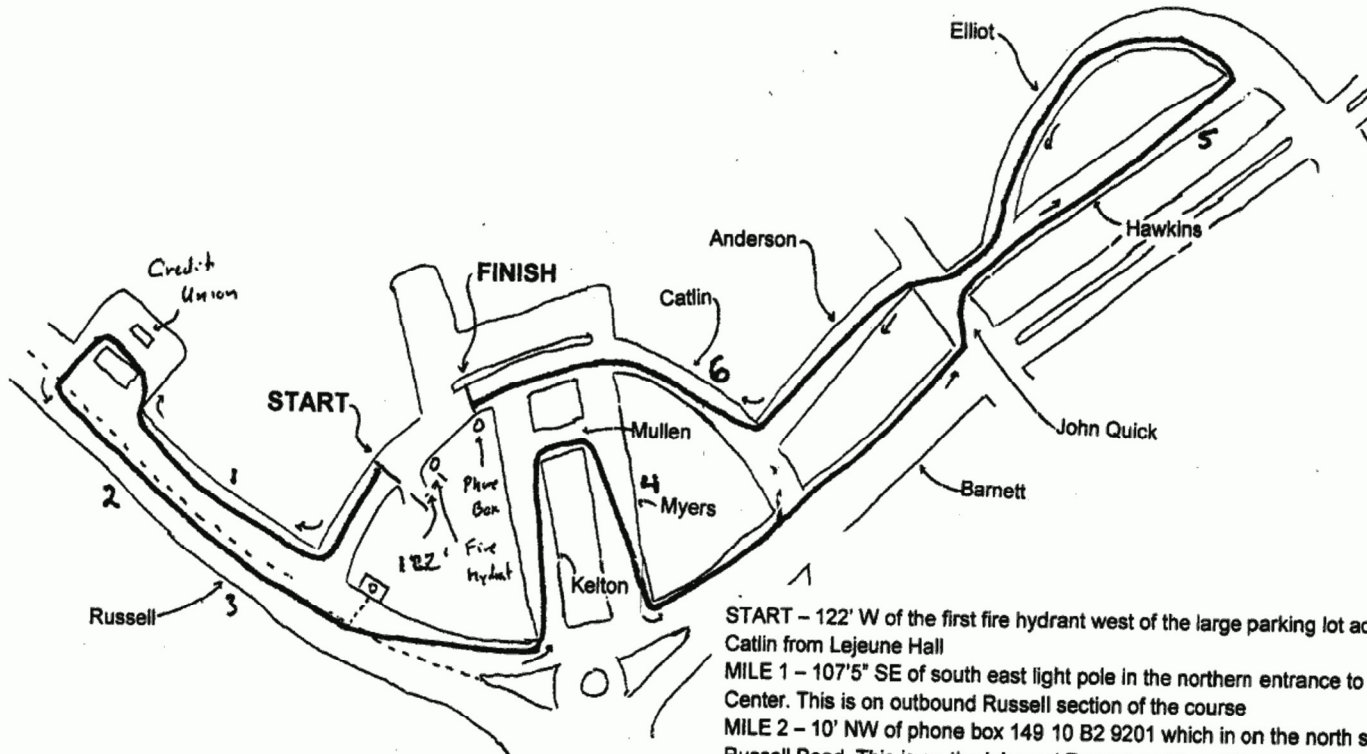 Elliot
5
Hawkins
Anderson
Credit
Union
FINISH
Catlin
6
START
Mullen
John Quick
1
Phone
Box
4
Myers
Barnett
2
122'
Fire
Hydrant
Kelton
Russell
3
START – 122' W of the first fire hydrant west of the large parking lot
Catlin from Lejeune Hall
MILE 1 – 107'5" SE of south east light pole in the northern entrance to
Center. This is on outbound Russell section of the course
MILE 2 – 10' NW of phone box 149 10 B2 9201 which in on the north